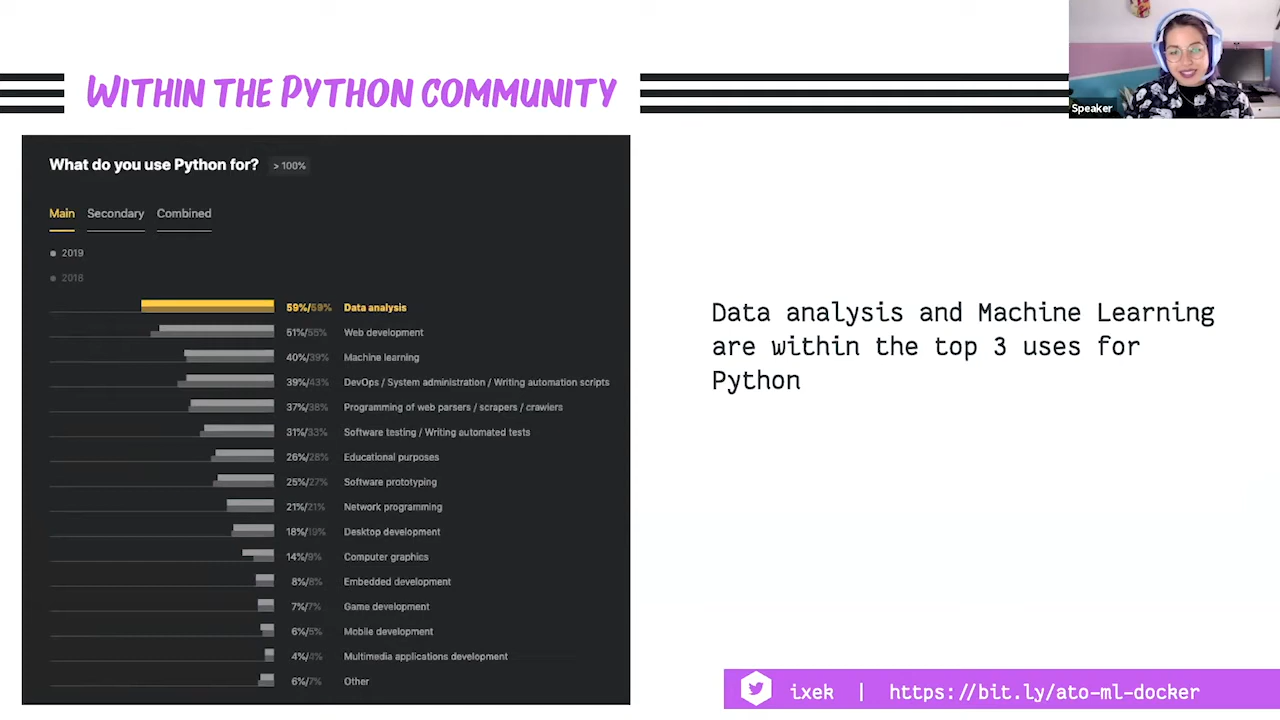 WITHIN THE PYTHON COMMUNITY
Speaker
What do you use Python for? > 100%
Main Secondary Combined
2019
2018
59%/59% Data analysis
51%/55% Web development
40%/39% Machine learning
39%/43% DevOps / System administration / Writing automation scripts
37%/38% Programming of web parsers / scrapers / crawlers
31%/33% Software testing / Writing automated tests
26%/28% Educational purposes
25%/27% Software prototyping
21%/21% Network programming
18%/19% Desktop development
14%/9% Computer graphics
8%/8% Embedded development
7%/7% Game development
6%/5% Mobile development
4%/4% Multimedia applications development
6%/7% Other
Data analysis and Machine Learning
are within the top 3 uses for
Python
ixek | https://bit.ly/ato-ml-docker